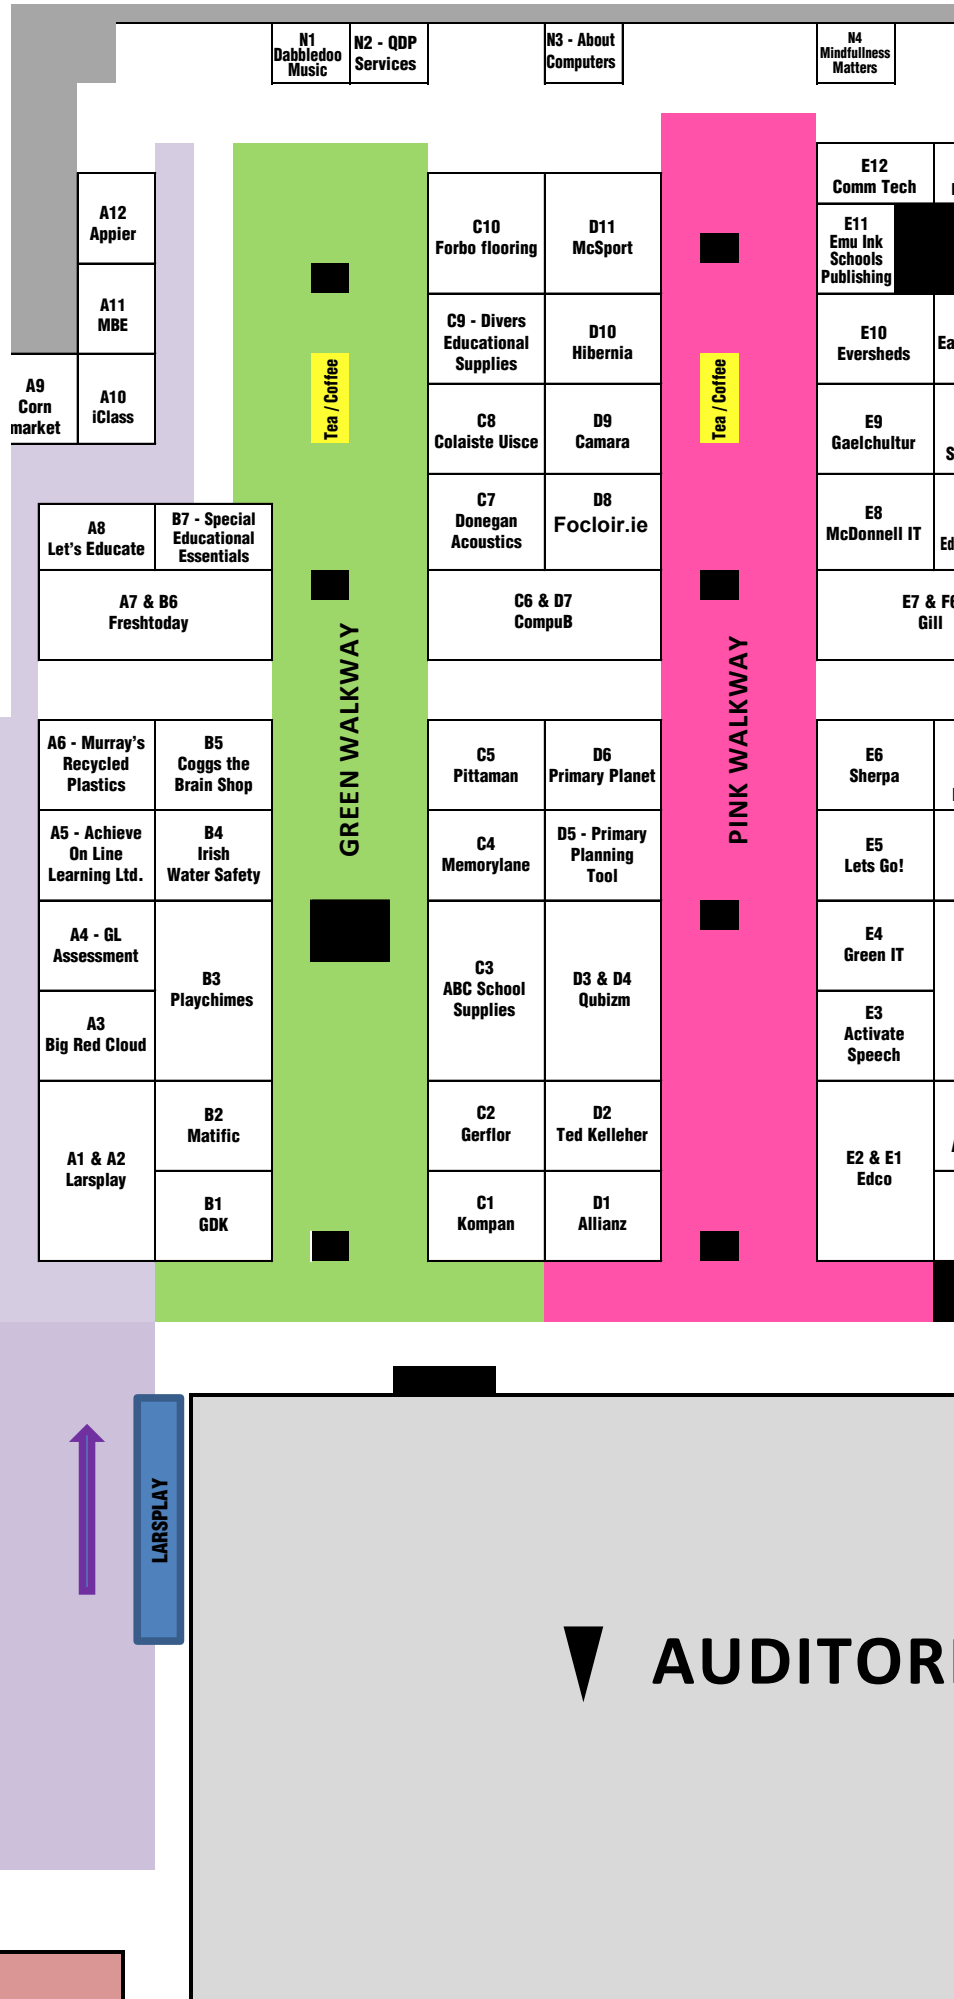 N1
Dabbledoo
Music
N2 - QDP
Services
N3 - About
Computers
N4
Mindfullness
Matters
A12
Appier
A11
MBE
A9
Corn
market
A10
iClass
A8
Let's Educate
B7 - Special
Educational
Essentials
A7 & B6
Freshtoday
A6 - Murray's
Recycled
Plastics
B5
Coggs the
Brain Shop
A5 - Achieve
On Line
Learning Ltd.
B4
Irish
Water Safety
A4 - GL
Assessment
B3
Playchimes
A3
Big Red Cloud
A1 & A2
Larsplay
B2
Matific
B1
GDK
Tea / Coffee
GREEN WALKWAY
C10
Forbo flooring
D11
McSport
C9 - Divers
Educational
Supplies
D10
Hibernia
C8
Colaiste Uisce
D9
Camara
C7
Donegan
Acoustics
D8
Focloir.ie
C6 & D7
CompuB
C5
Pittaman
D6
Primary Planet
C4
Memorylane
D5 - Primary
Planning
Tool
C3
ABC School
Supplies
D3 & D4
Qubizm
C2
Gerflor
D2
Ted Kelleher
C1
Kompan
D1
Allianz
Tea / Coffee
PINK WALKWAY
E12
Comm Tech
E11
Emu Ink
Schools
Publishing
E10
Eversheds
Ea
E9
Gaelchultur
S
E8
McDonnell IT
Ed
E7 & F6
Gill
E6
Sherpa
E5
Lets Go!
E4
Green IT
E3
Activate
Speech
E2 & E1
Edco
LARSPLAY
AUDITOR